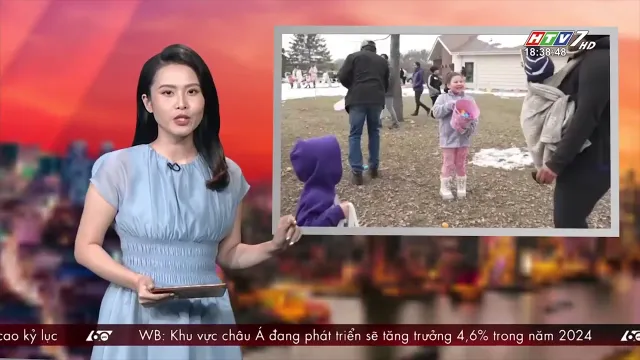 HTV7 HD
18:38:48
cao kỷ lục
60
WB: Khu vực châu Á đang phát triển sẽ tăng trưởng 4,6% trong năm 2024